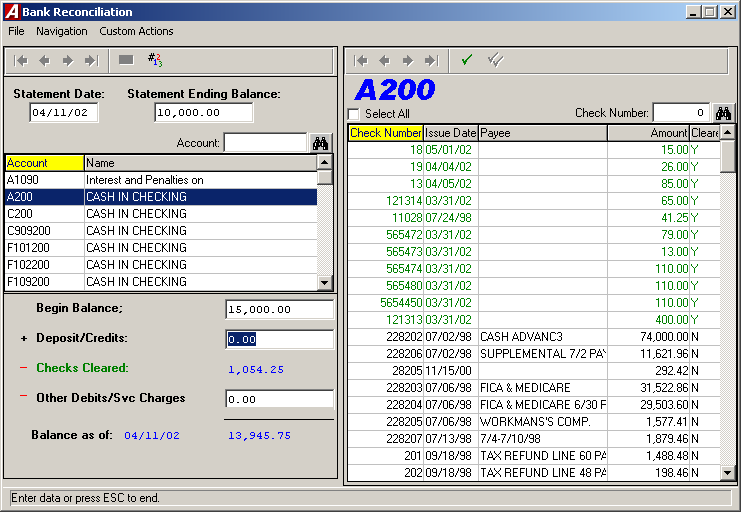 A Bank Reconciliation
File Navigation Custom Actions
#123
Statement Date: Statement Ending Balance:
04/11/02 10,000.00
Account:
Account Name
A1090 Interest and Penalties on
A200 CASH IN CHECKING
C200 CASH IN CHECKING
C909200 CASH IN CHECKING
F101200 CASH IN CHECKING
F102200 CASH IN CHECKING
F109200 CASH IN CHECKING
Begin Balance; 15,000.00
+ Deposit/Credits: 0.00
- Checks Cleared: 1,054.25
- Other Debits/Svc Charges 0.00
Balance as of: 04/11/02 13,945.75
A200
Select All Check Number: 0
Check Number Issue Date Payee Amount Cleare
18 05/01/02 15.00 Y
19 04/04/02 26.00 Y
13 04/05/02 85.00 Y
121314 03/31/02 65.00 Y
11028 07/24/98 41.25 Y
565472 03/31/02 79.00 Y
565473 03/31/02 13.00 Y
565474 03/31/02 110.00 Y
565480 03/31/02 110.00 Y
5654450 03/31/02 110.00 Y
121313 03/31/02 400.00 Y
228202 07/02/98 CASH ADVANC3 74,000.00 N
228206 07/02/98 SUPPLEMENTAL 7/2 PAY 11,621.96 N
28205 11/15/00 292.42 N
228203 07/06/98 FICA & MEDICARE 31,522.86 N
228204 07/06/98 FICA & MEDICARE 6/30 F 29,503.60 N
228205 07/06/98 WORKMANS'S COMP. 1,577.41 N
228207 07/13/98 7/4-7/10/98 1,879.46 N
201 09/18/98 TAX REFUND LINE 60 PA 1,488.48 N
202 09/18/98 TAX REFUND LINE 48 PA 198.46 N
Enter data or press ESC to end.